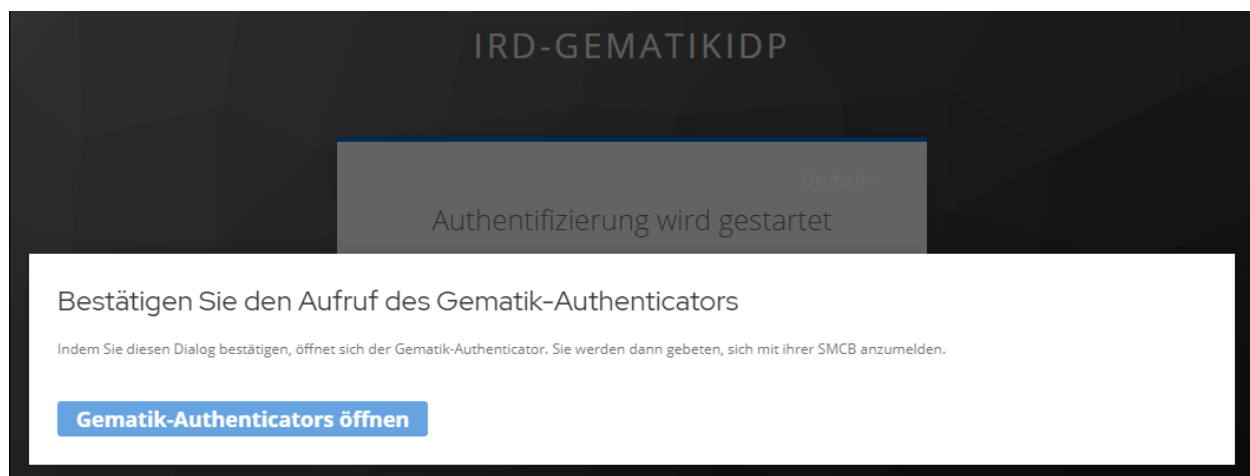 IRD-GEMATIKIDP
Deutsch
Authentifizierung wird gestartet
Bestätigen Sie den Aufruf des Gematik-Authenticators
Indem Sie diesen Dialog bestätigen, öffnet sich der Gematik-Authenticator. Sie werden dann gebeten, sich mit ihrer SMCB anzumelden.
Gematik-Authenticators öffnen